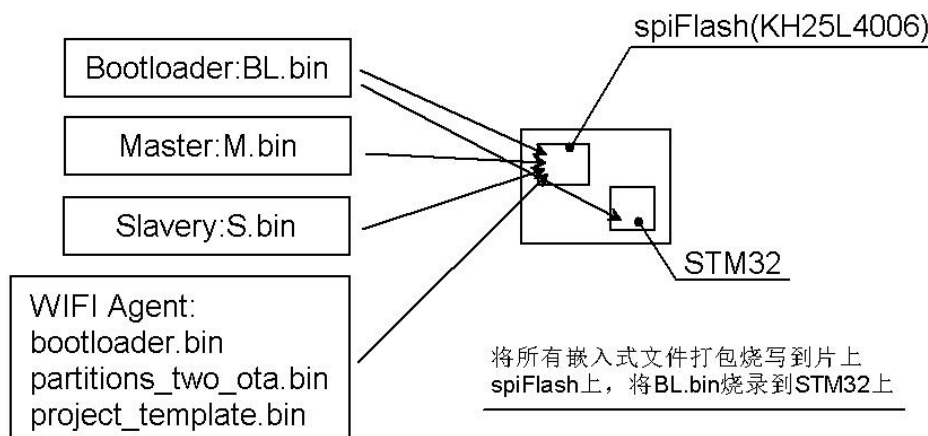 spiFlash(KH25L4006)
Bootloader:BL.bin
Master:M.bin
Slavery:S.bin
STM32
WIFI Agent:
bootloader.bin
partitions_two_ota.bin
project_template.bin
将所有嵌入式文件打包烧写到片上
spiFlash上，将BL.bin烧录到STM32上